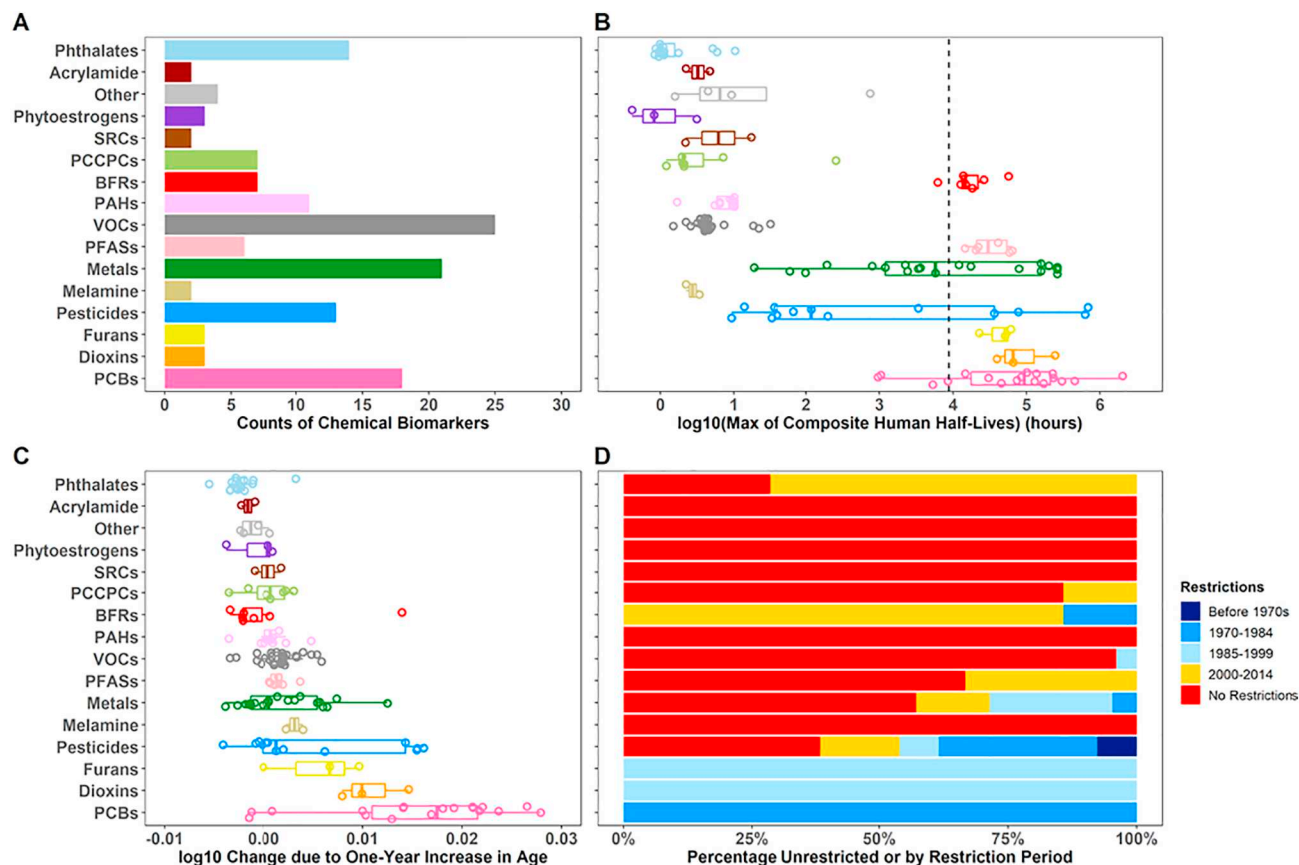 A
B
Phthalates
Acrylamide
Other
Phytoestrogens
SRCs
PCCPCs
BFRs
PAHs
VOCs
PFASs
Metals
Melamine
Pesticides
Furans
Dioxins
PCBs
0 5 10 15 20 25 30
Counts of Chemical Biomarkers
0 1 2 3 4 5 6
log10(Max of Composite Human Half-Lives) (hours)
C
D
Phthalates
Acrylamide
Other
Phytoestrogens
SRCs
PCCPCs
BFRs
PAHs
VOCs
PFASs
Metals
Melamine
Pesticides
Furans
Dioxins
PCBs
-0.01 0.00 0.01 0.02 0.03
log10 Change due to One-Year Increase in Age
0% 25% 50% 75% 100%
Percentage Unrestricted or by Restriction Period
Restrictions
Before 1970s
1970-1984
1985-1999
2000-2014
No Restrictions